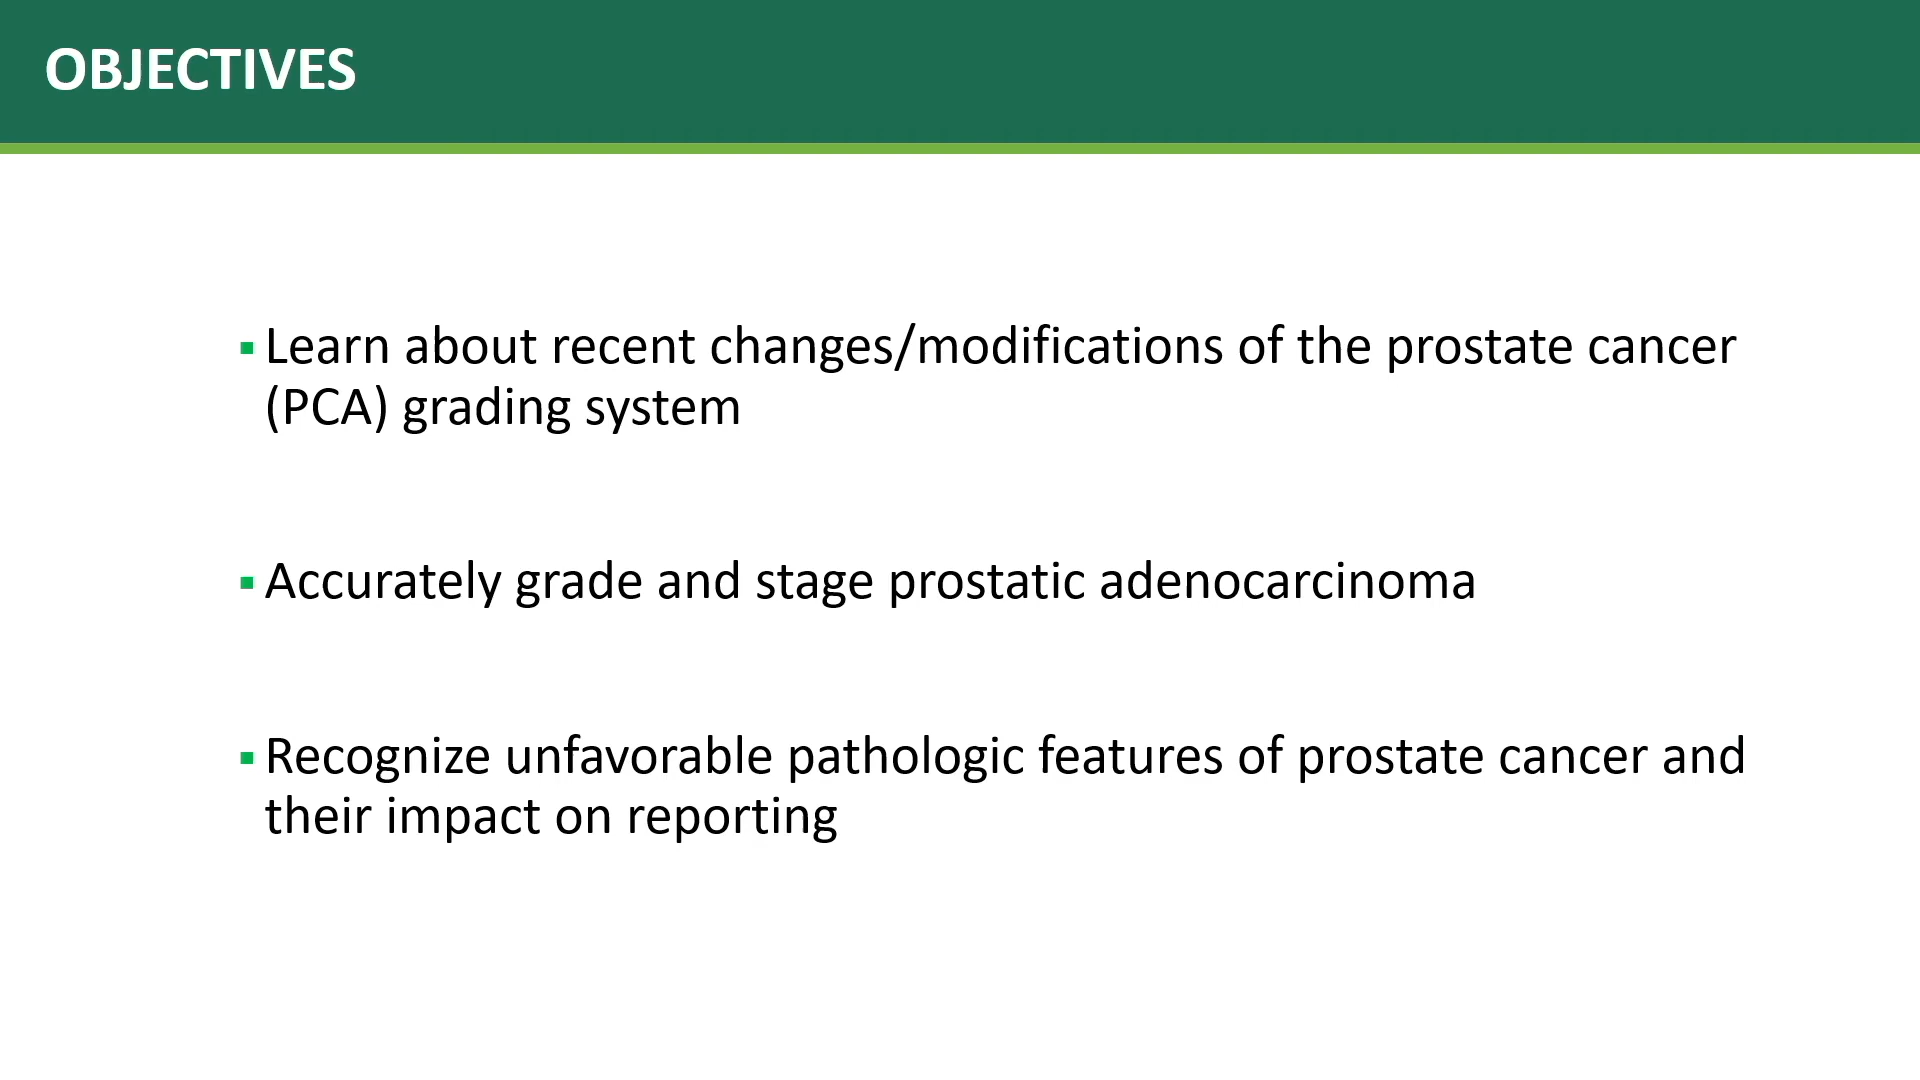 OBJECTIVES
▪ Learn about recent changes/modifications of the prostate cancer
(PCA) grading system
▪ Accurately grade and stage prostatic adenocarcinoma
▪ Recognize unfavorable pathologic features of prostate cancer and
their impact on reporting